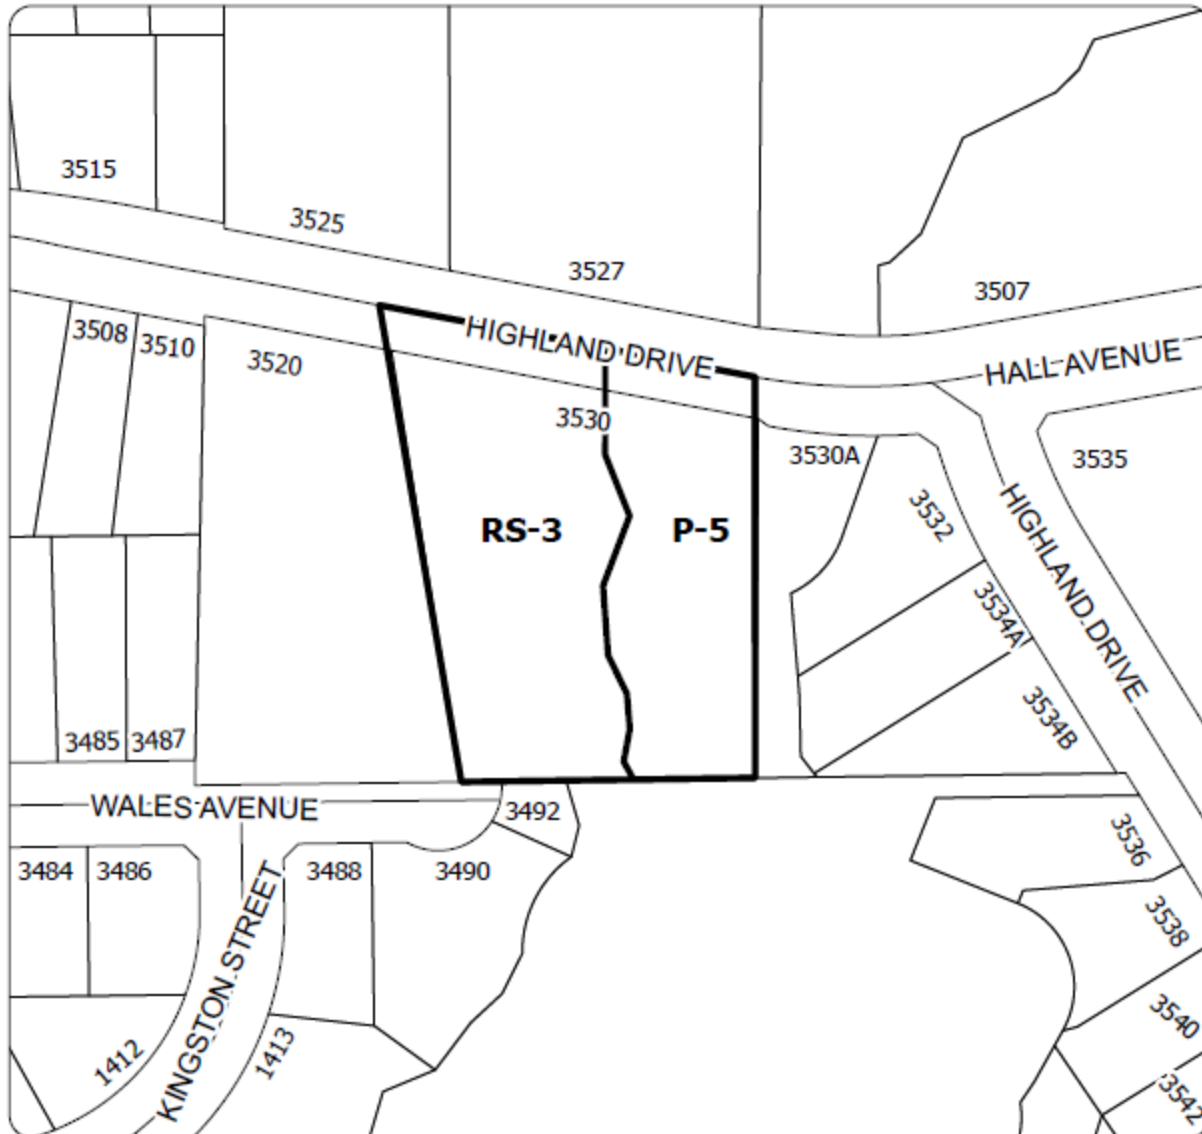 3515
3525
3527
3507
3508
3510
3520
HIGHLAND DRIVE
HALL AVENUE
3530
3530A
3535
3532
RS-3
P-5
HIGHLAND DRIVE
3534A
3534B
3485
3487
WALES AVENUE
3492
3484
3486
3488
3490
3536
3538
KINGSTON STREET
1412
1413
3540
3542